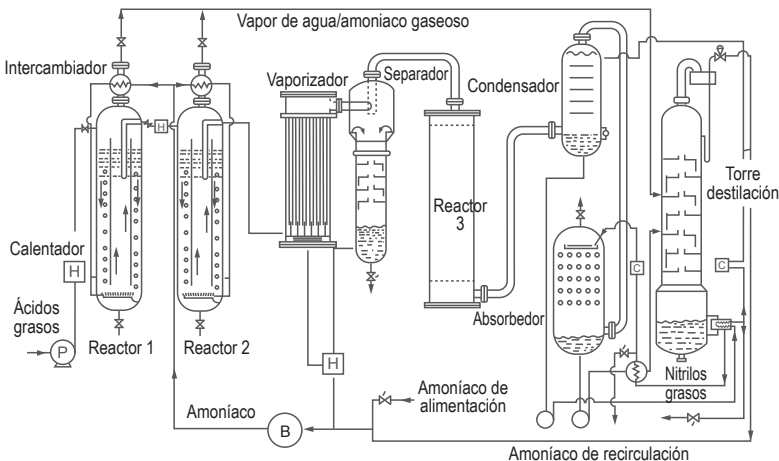 Vapor de agua/amoniaco gaseoso
Intercambiador
Vaporizador
Separador
Condensador
H
Reactor
3
Torre
destilación
Calentador
H
C
C
Ácidos
grasos
P
Reactor 1
Reactor 2
Absorbedor
H
Nitrilos
grasos
Amoníaco
B
Amoníaco de
alimentación
Amoníaco de recirculación